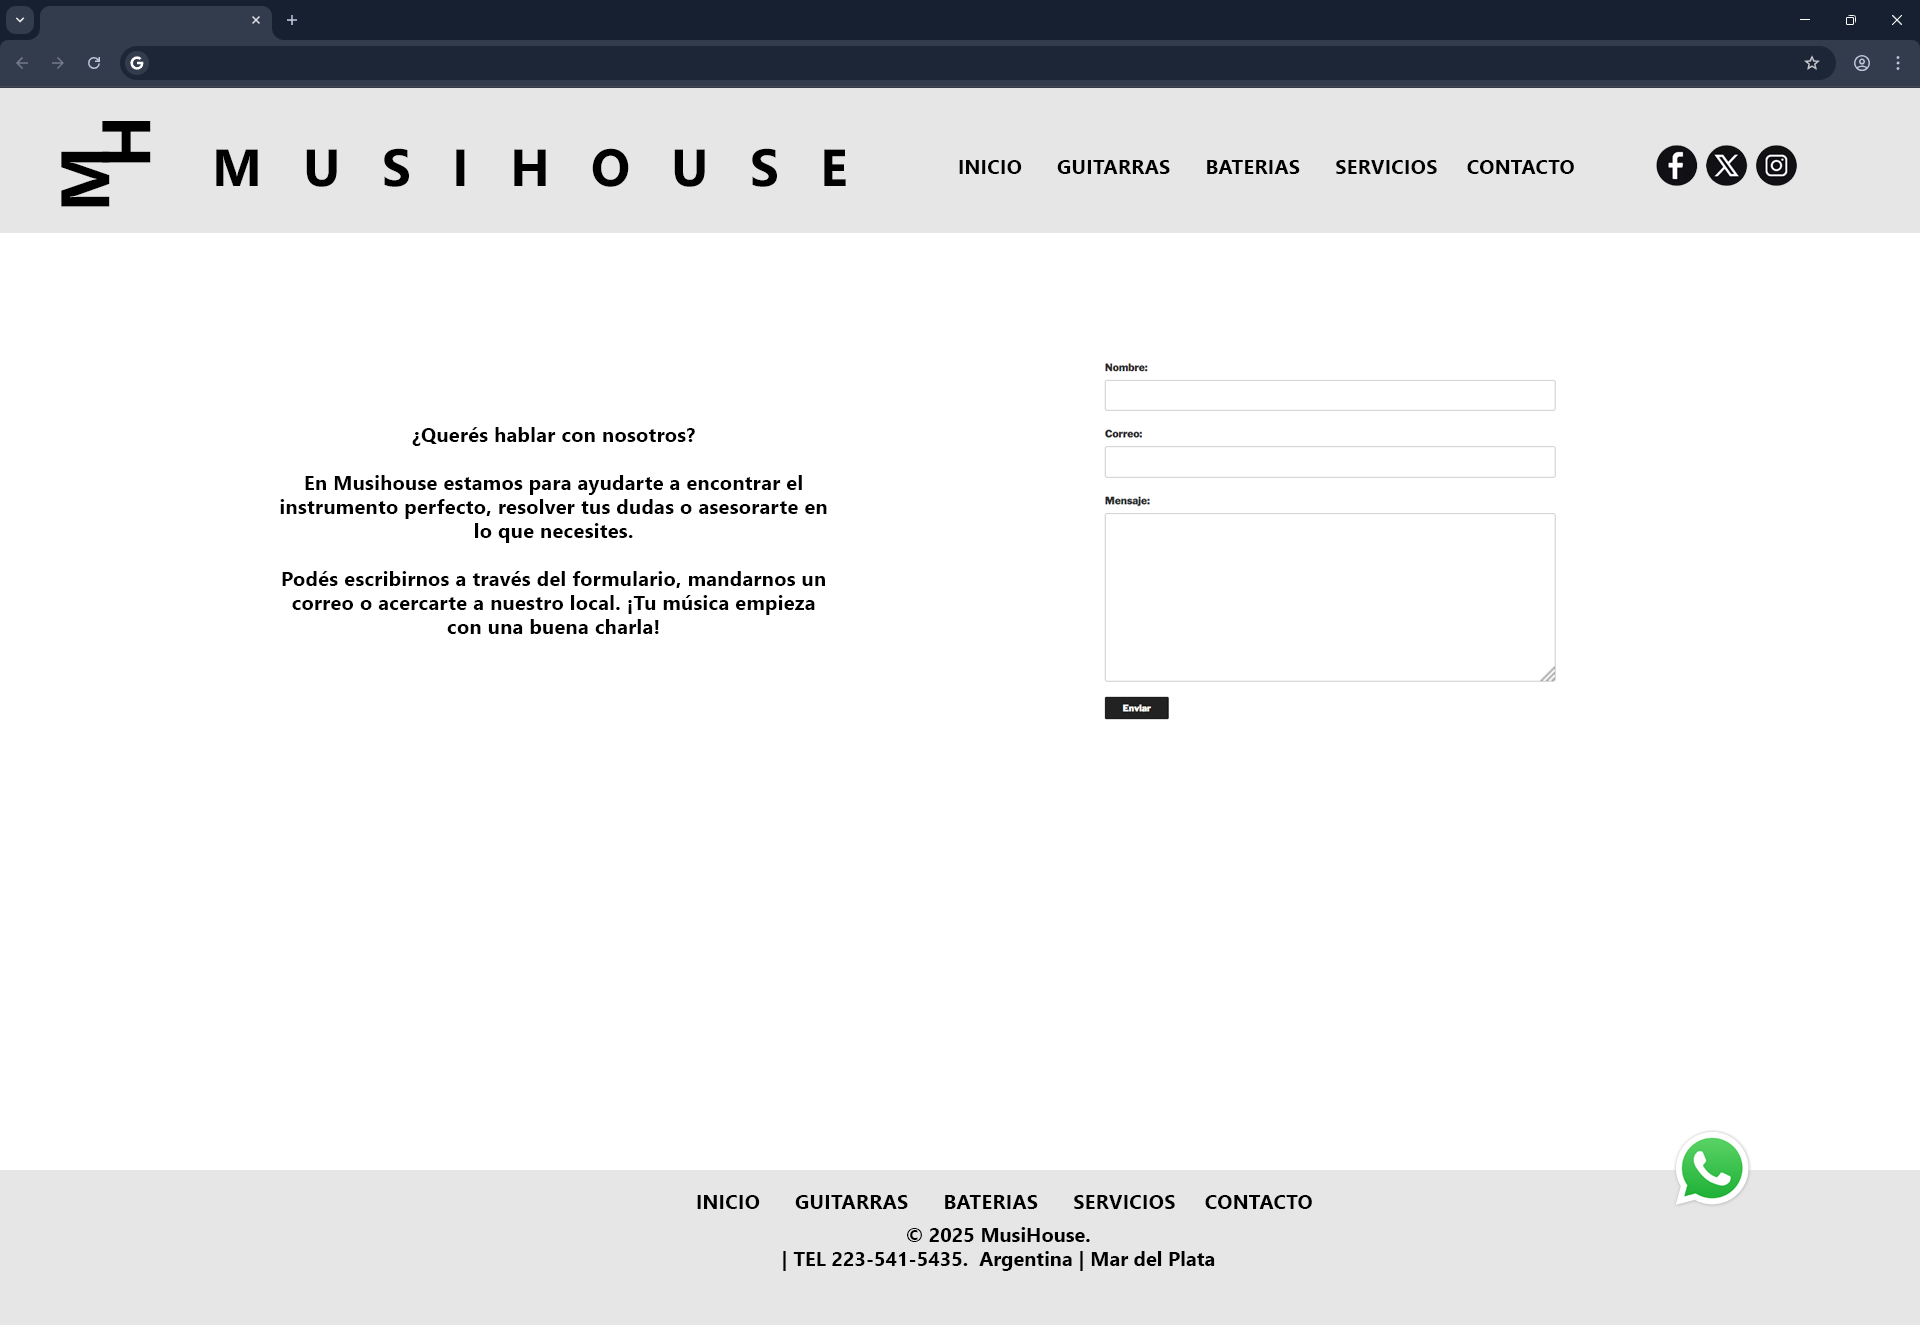 MH
MUSIHOUSE
INICIO GUITARRAS BATERIAS SERVICIOS CONTACTO
¿Querés hablar con nosotros?
En Musihouse estamos para ayudarte a encontrar el
instrumento perfecto, resolver tus dudas o asesorarte en
lo que necesites.
Podés escribirnos a través del formulario, mandarnos un
correo o acercarte a nuestro local. ¡Tu música empieza
con una buena charla!
Nombre:
Correo:
Mensaje:
Enviar
INICIO GUITARRAS BATERIAS SERVICIOS CONTACTO
© 2025 MusiHouse.
| TEL 223-541-5435. Argentina | Mar del Plata